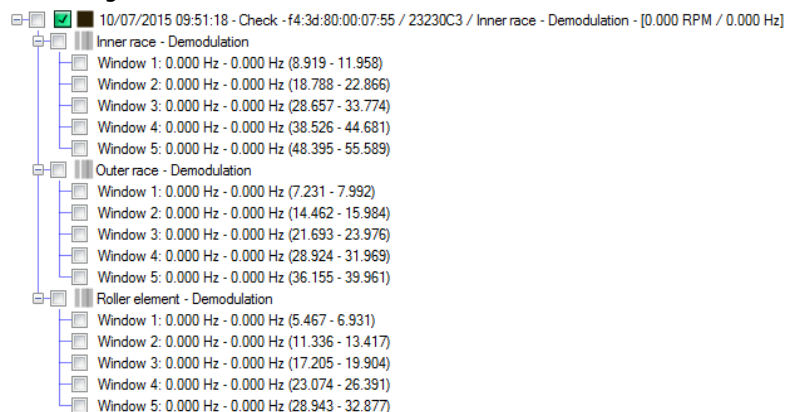 10/07/2015 09:51:18 - Check - f4:3d:80:00:07:55 / 23230C3 / Inner race - Demodulation - [0.000 RPM / 0.000 Hz]
Inner race - Demodulation
Window 1: 0.000 Hz - 0.000 Hz (8.919 - 11.958)
Window 2: 0.000 Hz - 0.000 Hz (18.788 - 22.866)
Window 3: 0.000 Hz - 0.000 Hz (28.657 - 33.774)
Window 4: 0.000 Hz - 0.000 Hz (38.526 - 44.681)
Window 5: 0.000 Hz - 0.000 Hz (48.395 - 55.589)
Outer race - Demodulation
Window 1: 0.000 Hz - 0.000 Hz (7.231 - 7.992)
Window 2: 0.000 Hz - 0.000 Hz (14.462 - 15.984)
Window 3: 0.000 Hz - 0.000 Hz (21.693 - 23.976)
Window 4: 0.000 Hz - 0.000 Hz (28.924 - 31.969)
Window 5: 0.000 Hz - 0.000 Hz (36.155 - 39.961)
Roller element - Demodulation
Window 1: 0.000 Hz - 0.000 Hz (5.467 - 6.931)
Window 2: 0.000 Hz - 0.000 Hz (11.336 - 13.417)
Window 3: 0.000 Hz - 0.000 Hz (17.205 - 19.904)
Window 4: 0.000 Hz - 0.000 Hz (23.074 - 26.391)
Window 5: 0.000 Hz - 0.000 Hz (28.943 - 32.877)